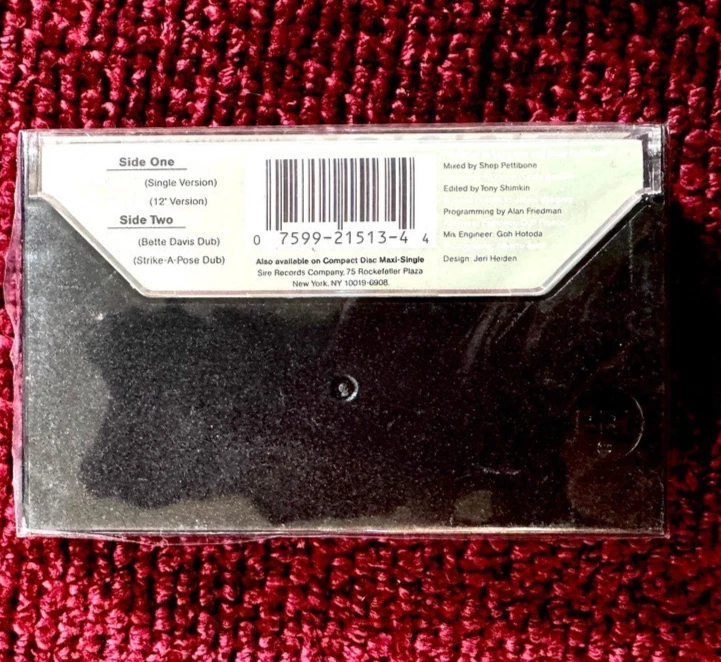 Side One
(Single Version)
(12" Version)
Side Two
(Bette Davis Dub)
(Strike-A-Pose Dub)
0 7599-21513-4 4
Also available on Compact Disc Maxi-Single
Sire Records Company, 75 Rockefeller Plaza
New York, NY 10019-6908.
Mixed by Shep Pettibone
Edited by Tony Shimkin
Programming by Alan Friedman
Mix Engineer: Goh Hotoda
Design: Jeri Heiden